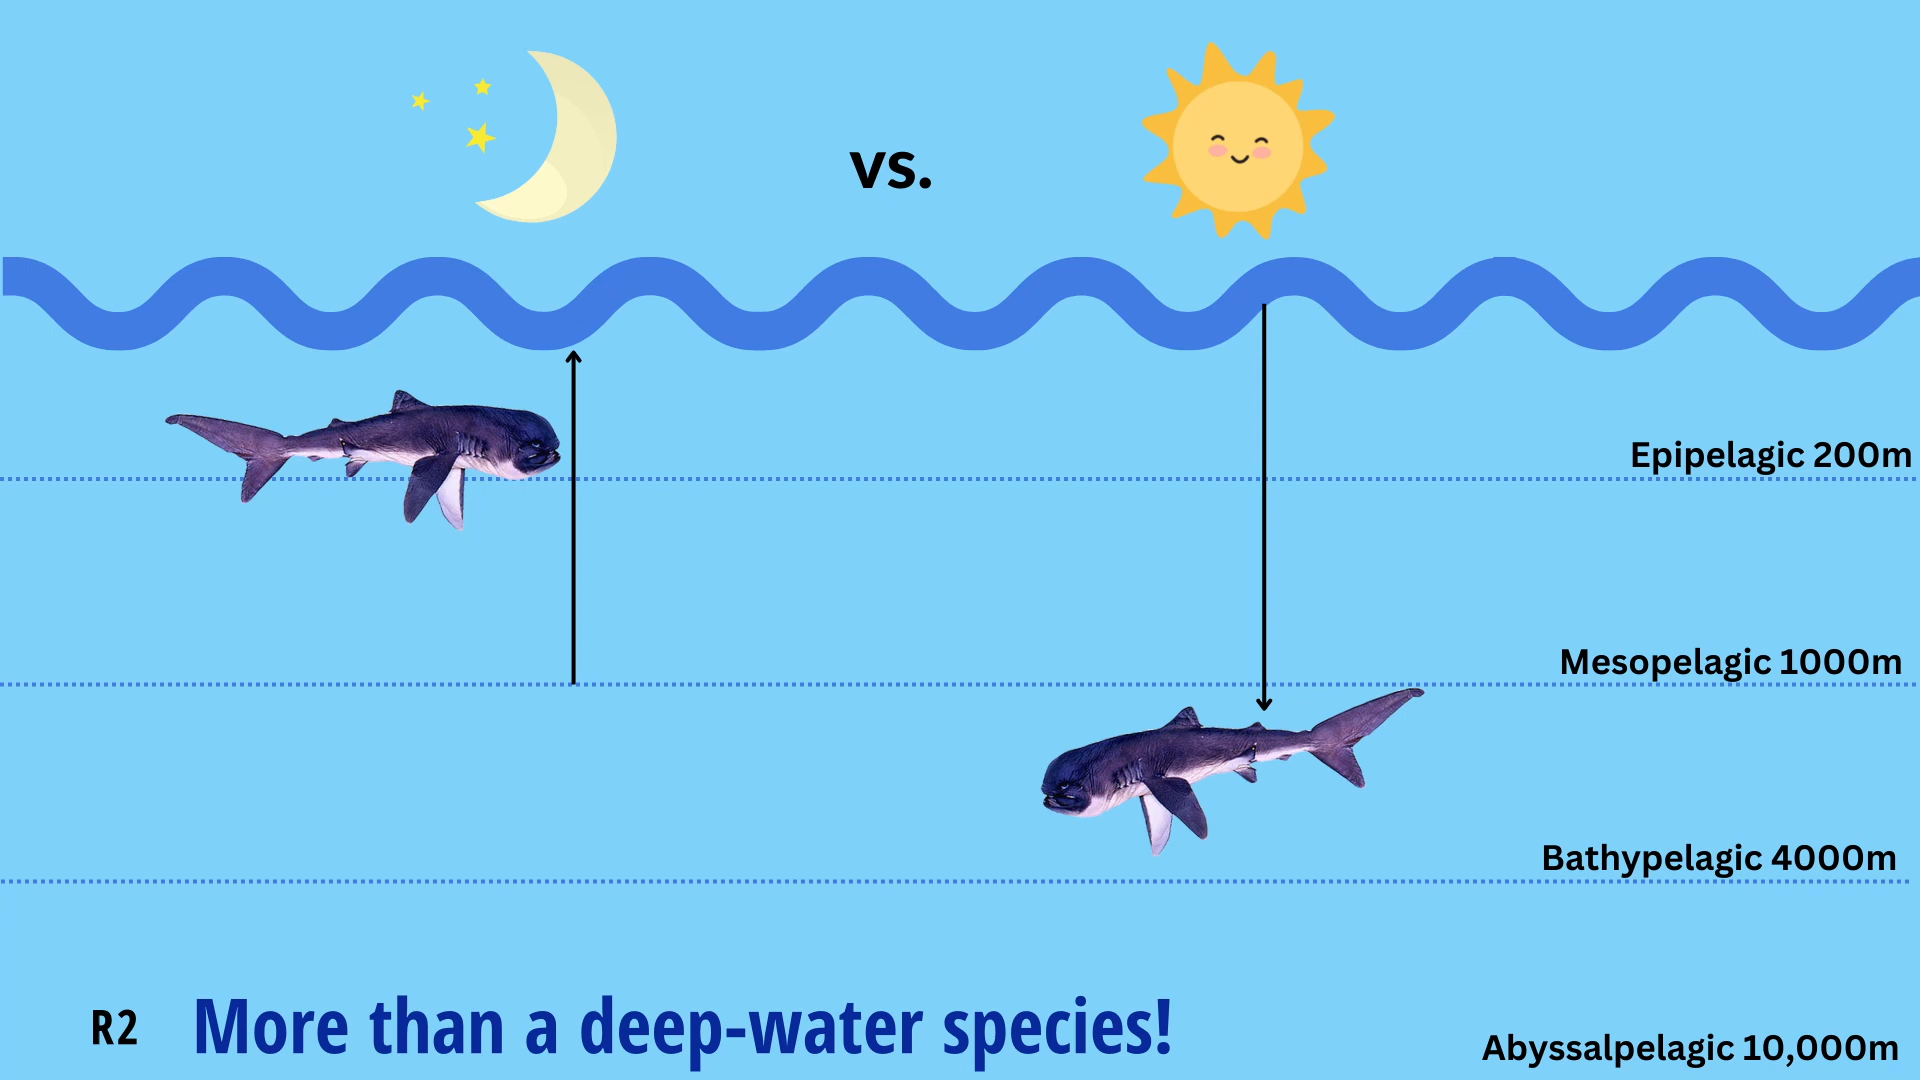 vs.
Epipelagic 200m
Mesopelagic 1000m
Bathypelagic 4000m
R2 More than a deep-water species!
Abyssalpelagic 10,000m